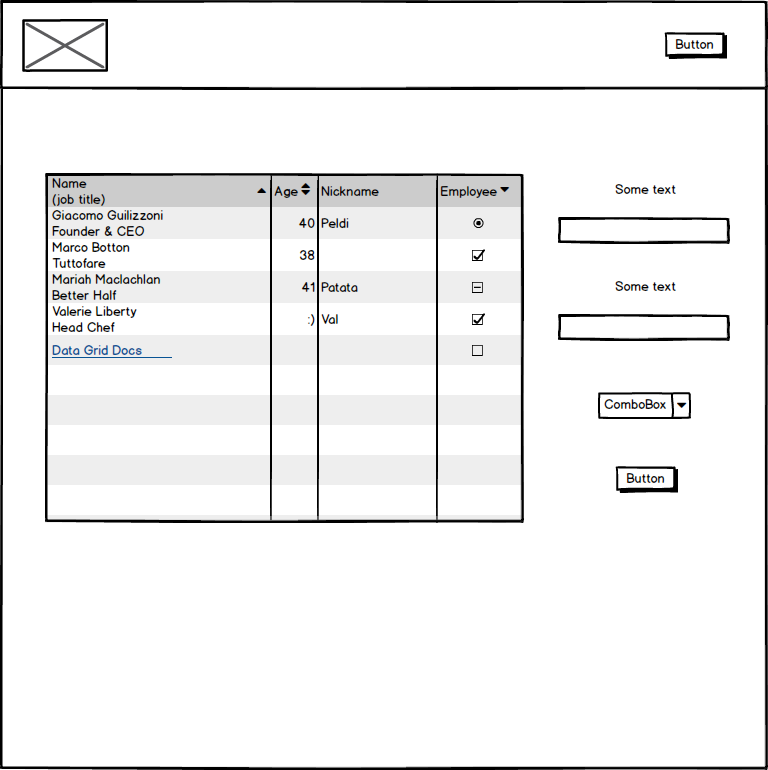 Button
Name
(job title)
Age
Nickname
Employee
Giacomo Guilizzoni
Founder & CEO
40
Peldi
Marco Botton
Tuttofare
38
Mariah Maclachlan
Better Half
41
Patata
Valerie Liberty
Head Chef
:)
Val
Data Grid Docs
Some text
Some text
ComboBox
Button